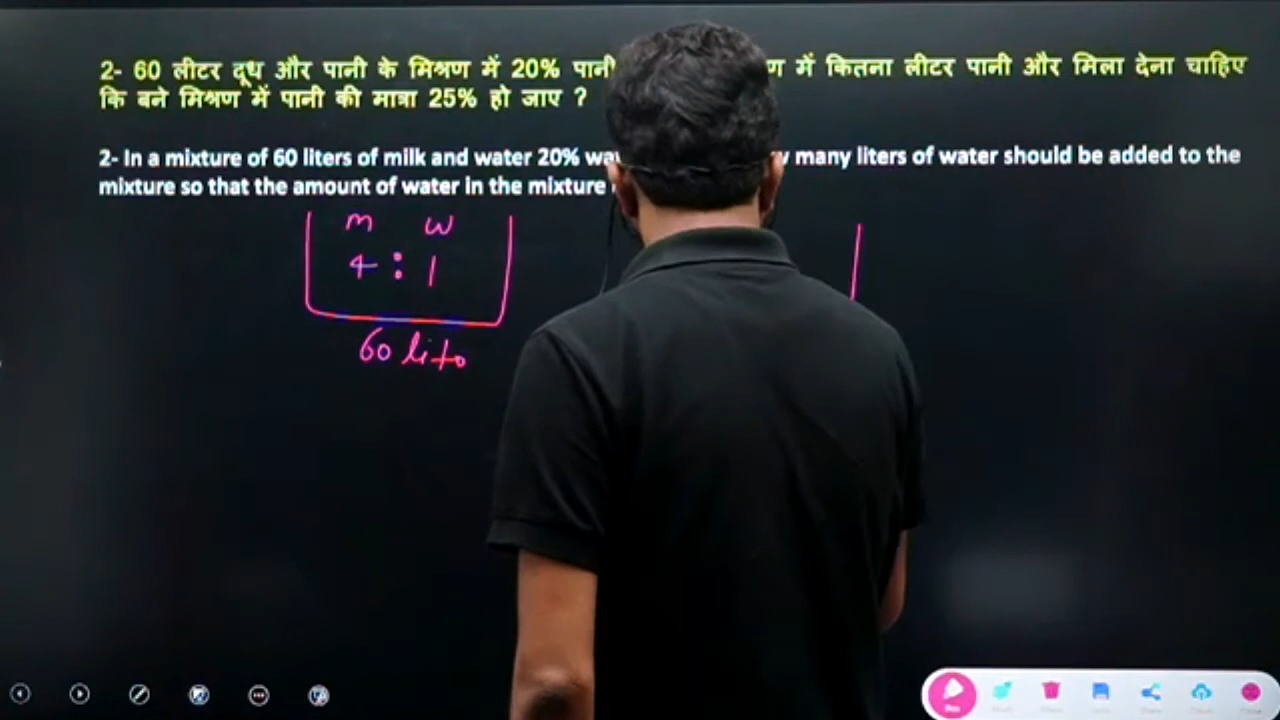 2- 60 लीटर दूध और पानी के मिश्रण में 20% पानी में कितना लीटर पानी और मिला देना चाहिए
कि बने मिश्रण में पानी की मात्रा 25% हो जाए ?
2- In a mixture of 60 liters of milk and water 20% many liters of water should be added to the
mixture so that the amount of water in the mixture
m w
4 : 1
60